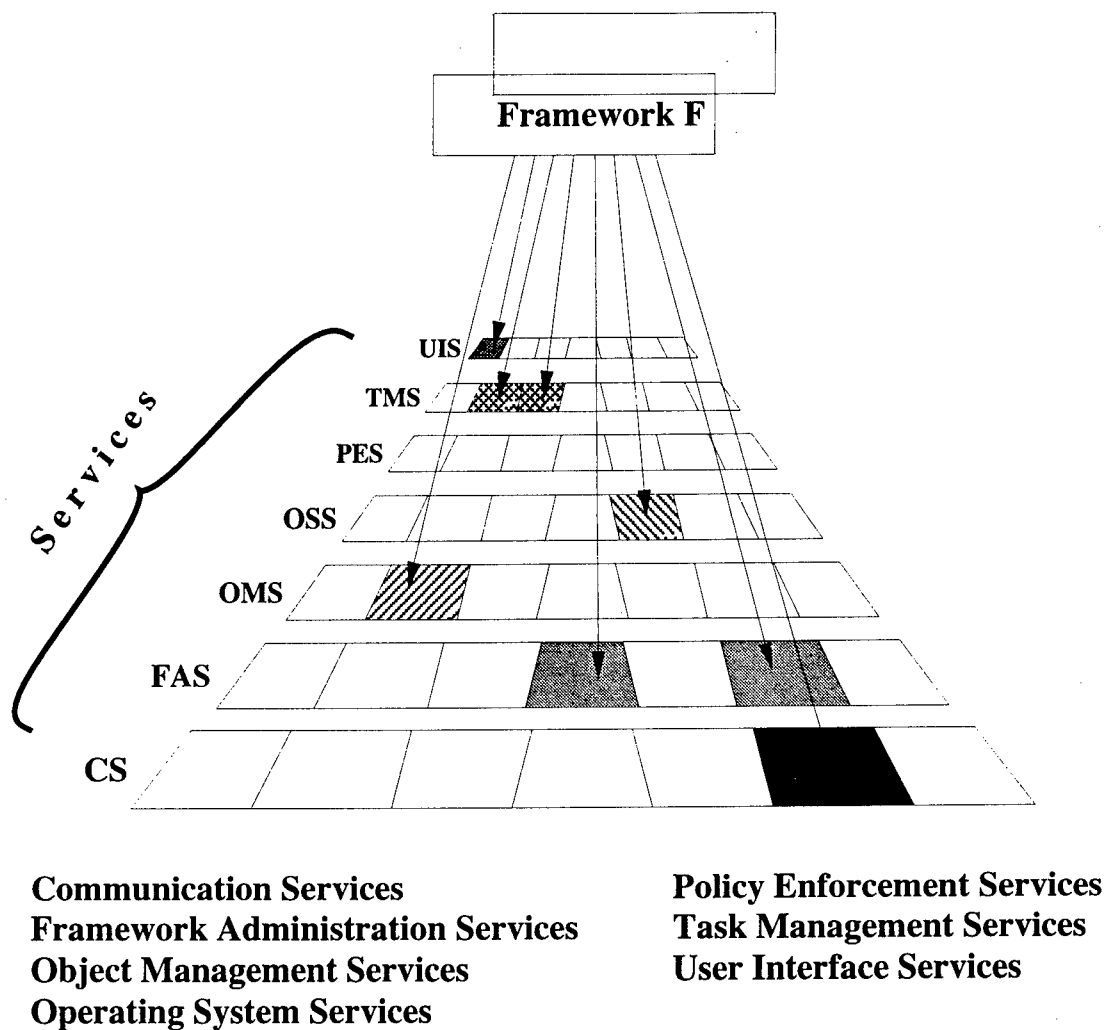 Framework F
Services
UIS
TMS
PES
OSS
OMS
FAS
CS
Communication Services
Framework Administration Services
Object Management Services
Operating System Services
Policy Enforcement Services
Task Management Services
User Interface Services